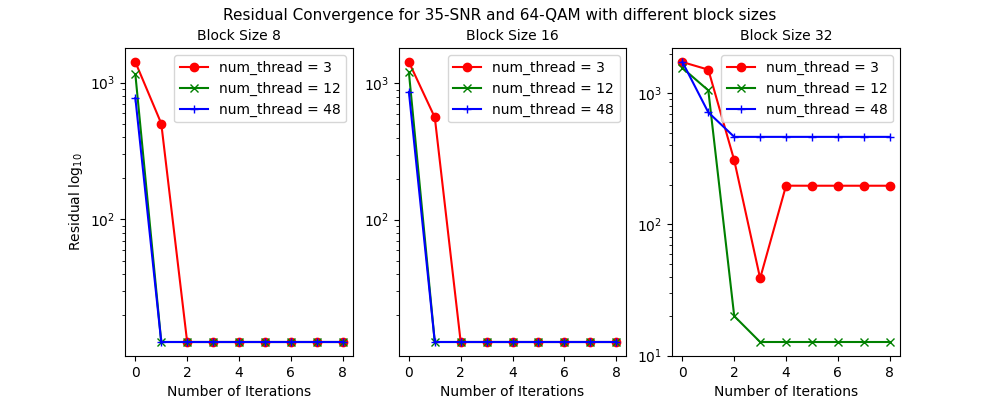 Residual Convergence for 35-SNR and 64-QAM with different block sizes
Block Size 8
Residual log₁₀
10³
10²
num_thread = 3
num_thread = 12
num_thread = 48
0 2 4 6 8
Number of Iterations
Block Size 16
10³
10²
num_thread = 3
num_thread = 12
num_thread = 48
0 2 4 6 8
Number of Iterations
Block Size 32
10³
10²
10¹
num_thread = 3
num_thread = 12
num_thread = 48
0 2 4 6 8
Number of Iterations